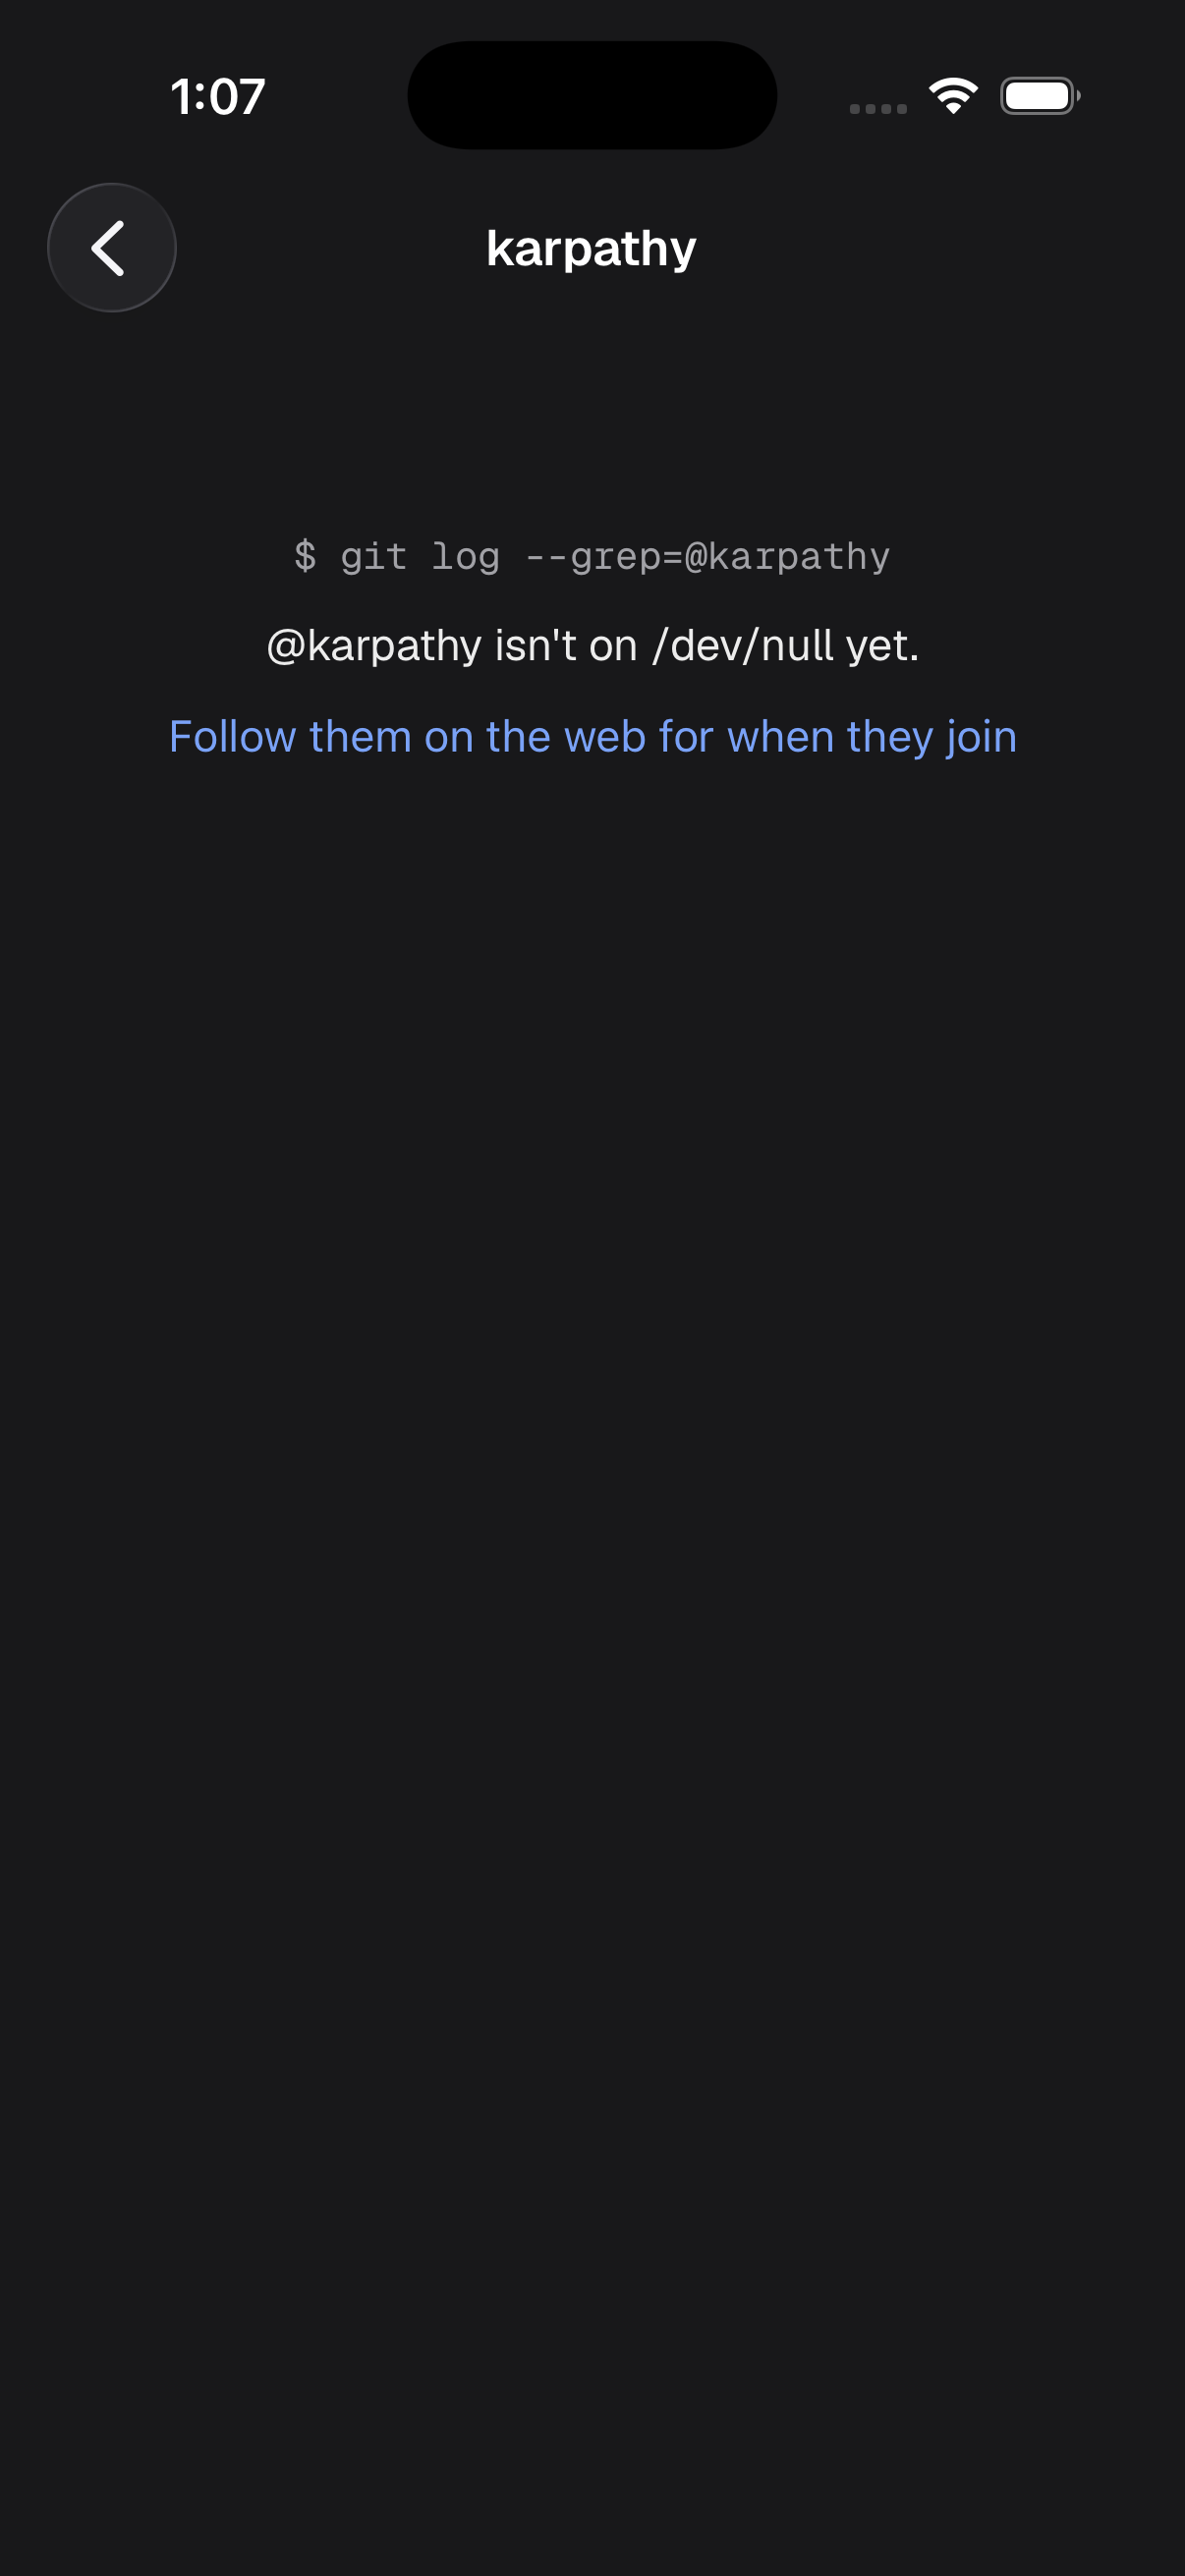 1:07
karpathy
$ git log --grep=@karpathy
@karpathy isn't on /dev/null yet.
Follow them on the web for when they join